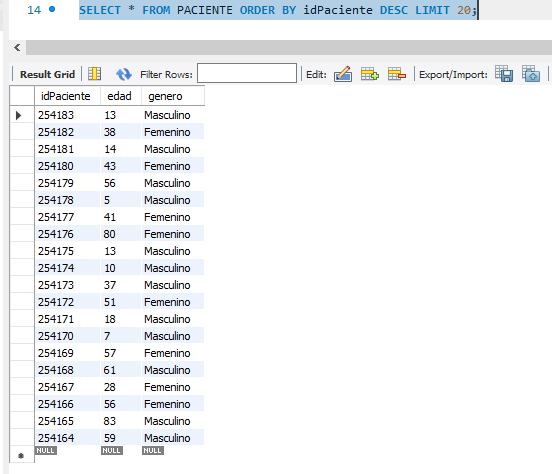 14 SELECT * FROM PACIENTE ORDER BY idPaciente DESC LIMIT 20;
Result Grid Filter Rows: Edit: Export/Import:
idPaciente edad genero
254183 13 Masculino
254182 38 Femenino
254181 14 Masculino
254180 43 Femenino
254179 56 Masculino
254178 5 Masculino
254177 41 Femenino
254176 80 Femenino
254175 13 Masculino
254174 10 Masculino
254173 37 Masculino
254172 51 Femenino
254171 18 Masculino
254170 7 Masculino
254169 57 Femenino
254168 61 Masculino
254167 28 Femenino
254166 56 Femenino
254165 83 Masculino
254164 59 Masculino
NULL NULL NULL